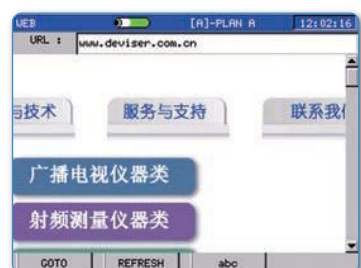 WEB [A]-PLAN A 12:02:16
URL : www.deviser.com.cn
与技术 服务与支持 联系我们
广播电视仪器类
射频测量仪器类
GOTO REFRESH abc